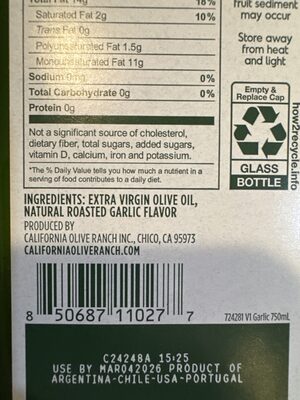 Total Fat 14g 18%
Saturated Fat 2g 10%
Trans Fat 0g
Polyunsaturated Fat 1.5g
Monounsaturated Fat 11g
Sodium 0mg 0%
Total Carbohydrate 0g 0%
Protein 0g
Not a significant source of cholesterol,
dietary fiber, total sugars, added sugars,
vitamin D, calcium, iron and potassium.
*The % Daily Value tells you how much a nutrient in a
serving of food contributes to a daily diet.
fruit sediment
may occur
Store away
from heat
and light
Empty &
Replace Cap
GLASS
BOTTLE
how2recycle.info
INGREDIENTS: EXTRA VIRGIN OLIVE OIL,
NATURAL ROASTED GARLIC FLAVOR
PRODUCED BY
CALIFORNIA OLIVE RANCH INC., CHICO, CA 95973
CALIFORNIAOLIVERANCH.COM
8 50687 11027 7
724281 V1 Garlic 750mL
C24248A 15:25
USE BY MAR042026 PRODUCT OF
ARGENTINA-CHILE-USA-PORTUGAL